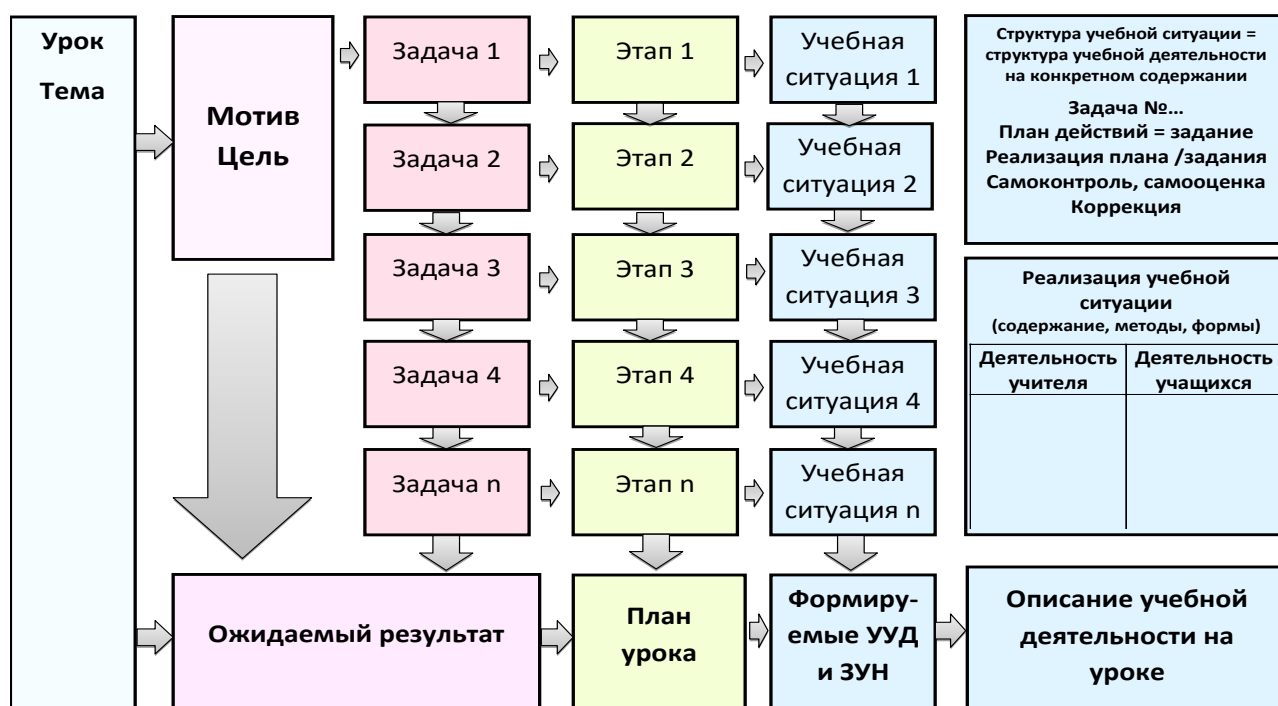 Урок
Тема
Мотив
Цель
Задача 1
Этап 1
Учебная
ситуация 1
Задача 2
Этап 2
Учебная
ситуация 2
Задача 3
Этап 3
Учебная
ситуация 3
Задача 4
Этап 4
Учебная
ситуация 4
Задача n
Этап n
Учебная
ситуация n
Структура учебной ситуации =
структура учебной деятельности
на конкретном содержании
Задача №...
План действий = задание
Реализация плана /задания
Самоконтроль, самооценка
Коррекция
Реализация учебной
ситуации
(содержание, методы, формы)
Деятельность
учителя
Деятельность
учащихся
Ожидаемый результат
План
урока
Формиру-
емые УУД
и ЗУН
Описание учебной
деятельности на
уроке